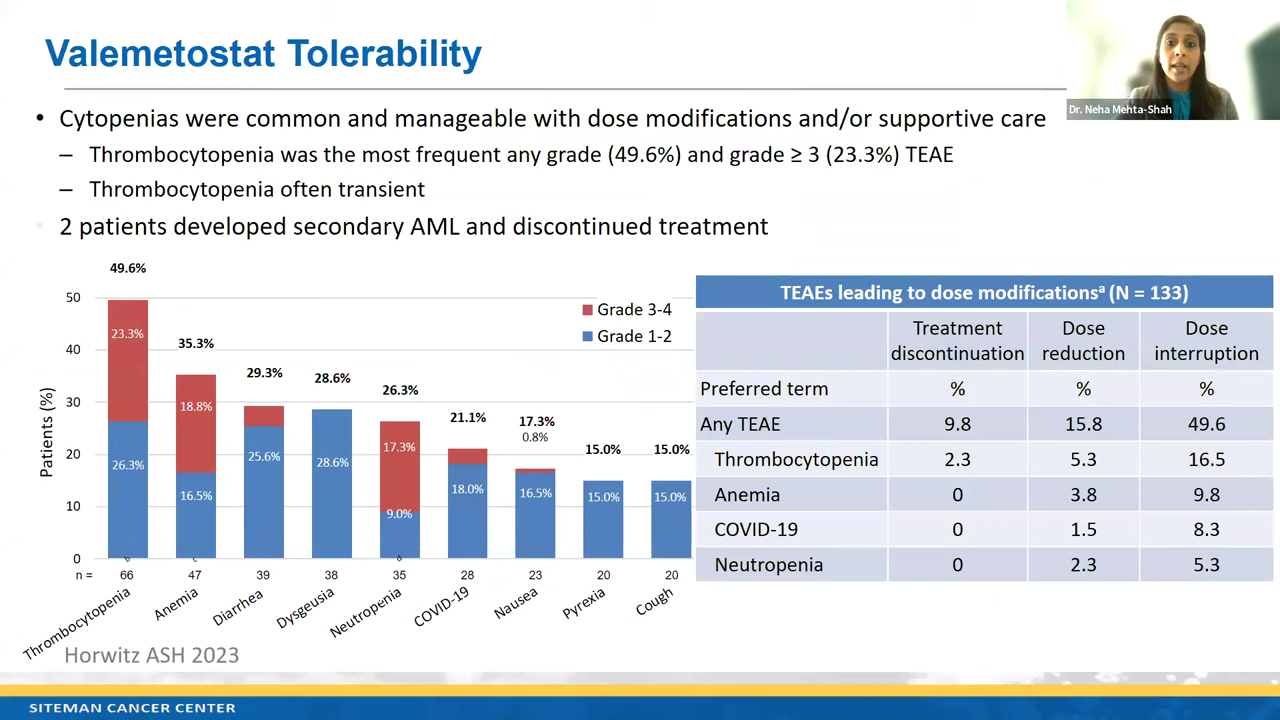 Valemetostat Tolerability
Dr. Neha Mehta-Shah
• Cytopenias were common and manageable with dose modifications and/or supportive care
– Thrombocytopenia was the most frequent any grade (49.6%) and grade ≥ 3 (23.3%) TEAE
– Thrombocytopenia often transient
• 2 patients developed secondary AML and discontinued treatment
Patients (%)
50
40
30
20
10
0
Grade 3-4
Grade 1-2
49.6%
23.3%
26.3%
b
35.3%
18.8%
16.5%
c
29.3%
25.6%
28.6%
28.6%
26.3%
17.3%
9.0%
d
21.1%
18.0%
17.3%
0.8%
16.5%
15.0%
15.0%
15.0%
15.0%
n = 66 47 39 38 35 28 23 20 20
Thrombocytopenia
Anemia
Diarrhea
Dysgeusia
Neutropenia
COVID-19
Nausea
Pyrexia
Cough
TEAEs leading to dose modificationsᵃ (N = 133)
Treatment discontinuation Dose reduction Dose interruption
Preferred term % % %
Any TEAE 9.8 15.8 49.6
Thrombocytopenia 2.3 5.3 16.5
Anemia 0 3.8 9.8
COVID-19 0 1.5 8.3
Neutropenia 0 2.3 5.3
Horwitz ASH 2023
SITEMAN CANCER CENTER